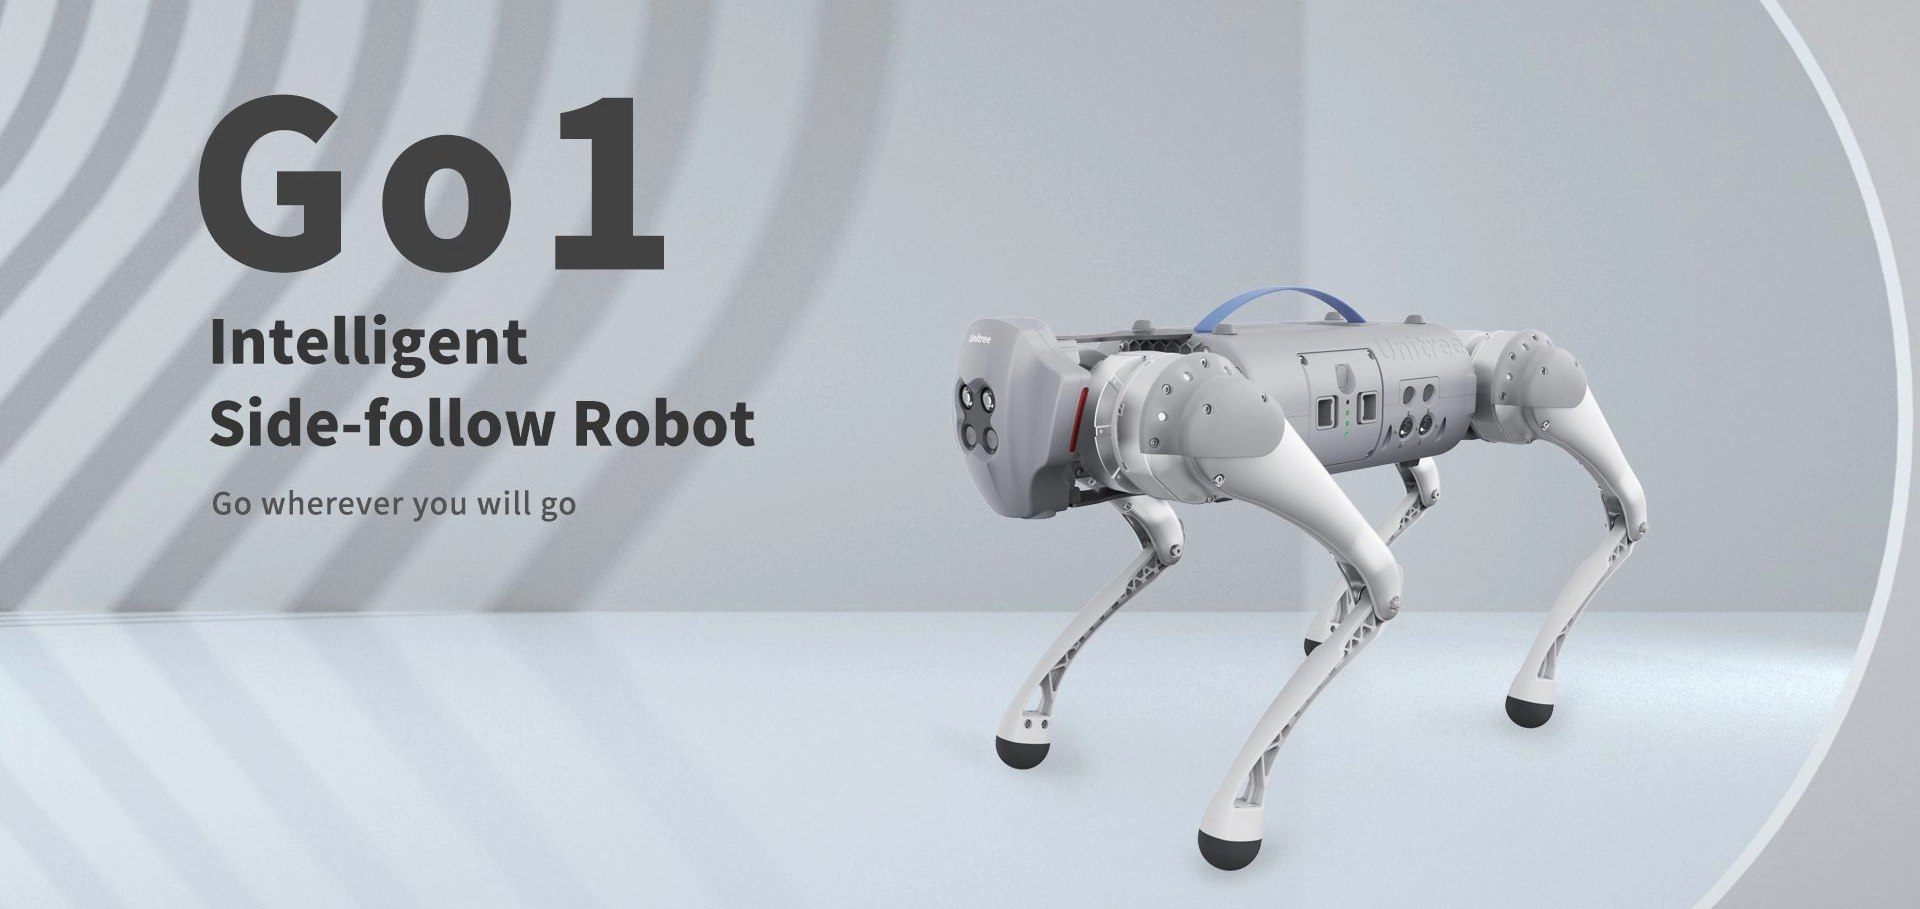 Go1
Intelligent
Side-follow Robot
Go wherever you will go
Unitree
Unitree